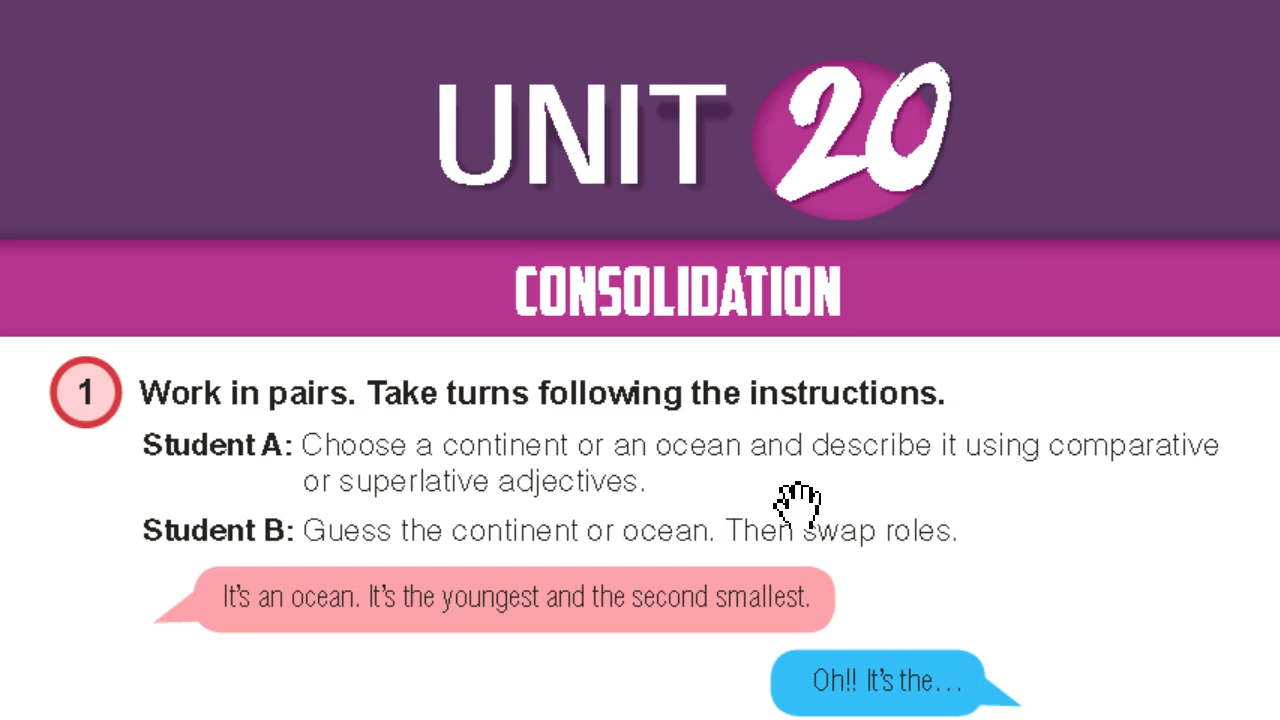 UNIT 20
CONSOLIDATION
1 Work in pairs. Take turns following the instructions.
Student A: Choose a continent or an ocean and describe it using comparative
or superlative adjectives.
Student B: Guess the continent or ocean. Then swap roles.
It's an ocean. It's the youngest and the second smallest.
Oh!! It's the...